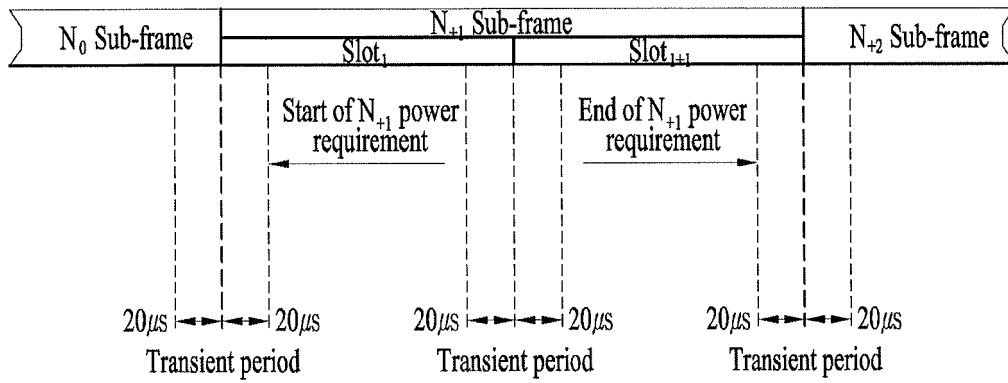 N₀ Sub-frame
N₊₁ Sub-frame
N₊₂ Sub-frame
Slot₁
Slot₁₊₁
Start of N₊₁ power
requirement
End of N₊₁ power
requirement
20μs 20μs
Transient period
20μs 20μs
Transient period
20μs 20μs
Transient period